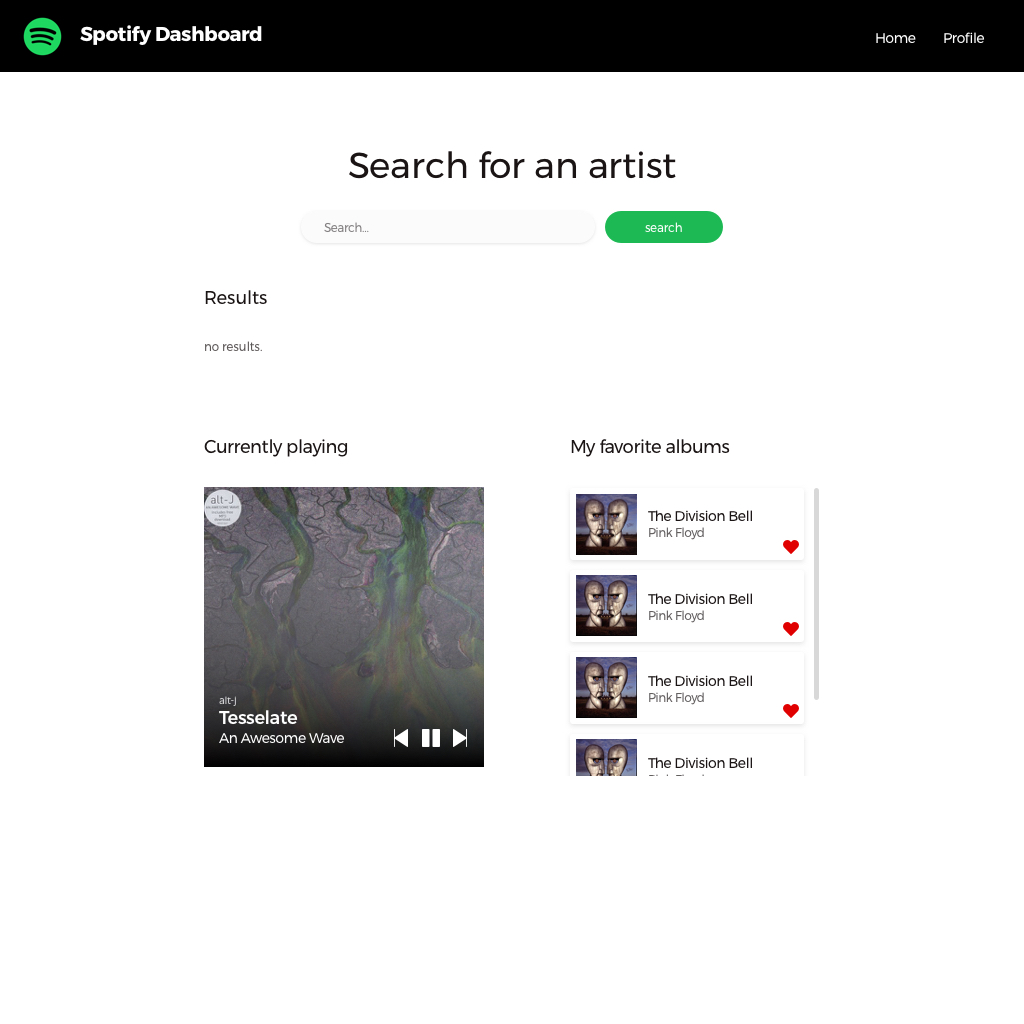 Spotify Dashboard
Home
Profile
Search for an artist
Search...
search
Results
no results.
Currently playing
My favorite albums
alt-J
alt-J
Tesselate
An Awesome Wave
The Division Bell
Pink Floyd
The Division Bell
Pink Floyd
The Division Bell
Pink Floyd
The Division Bell